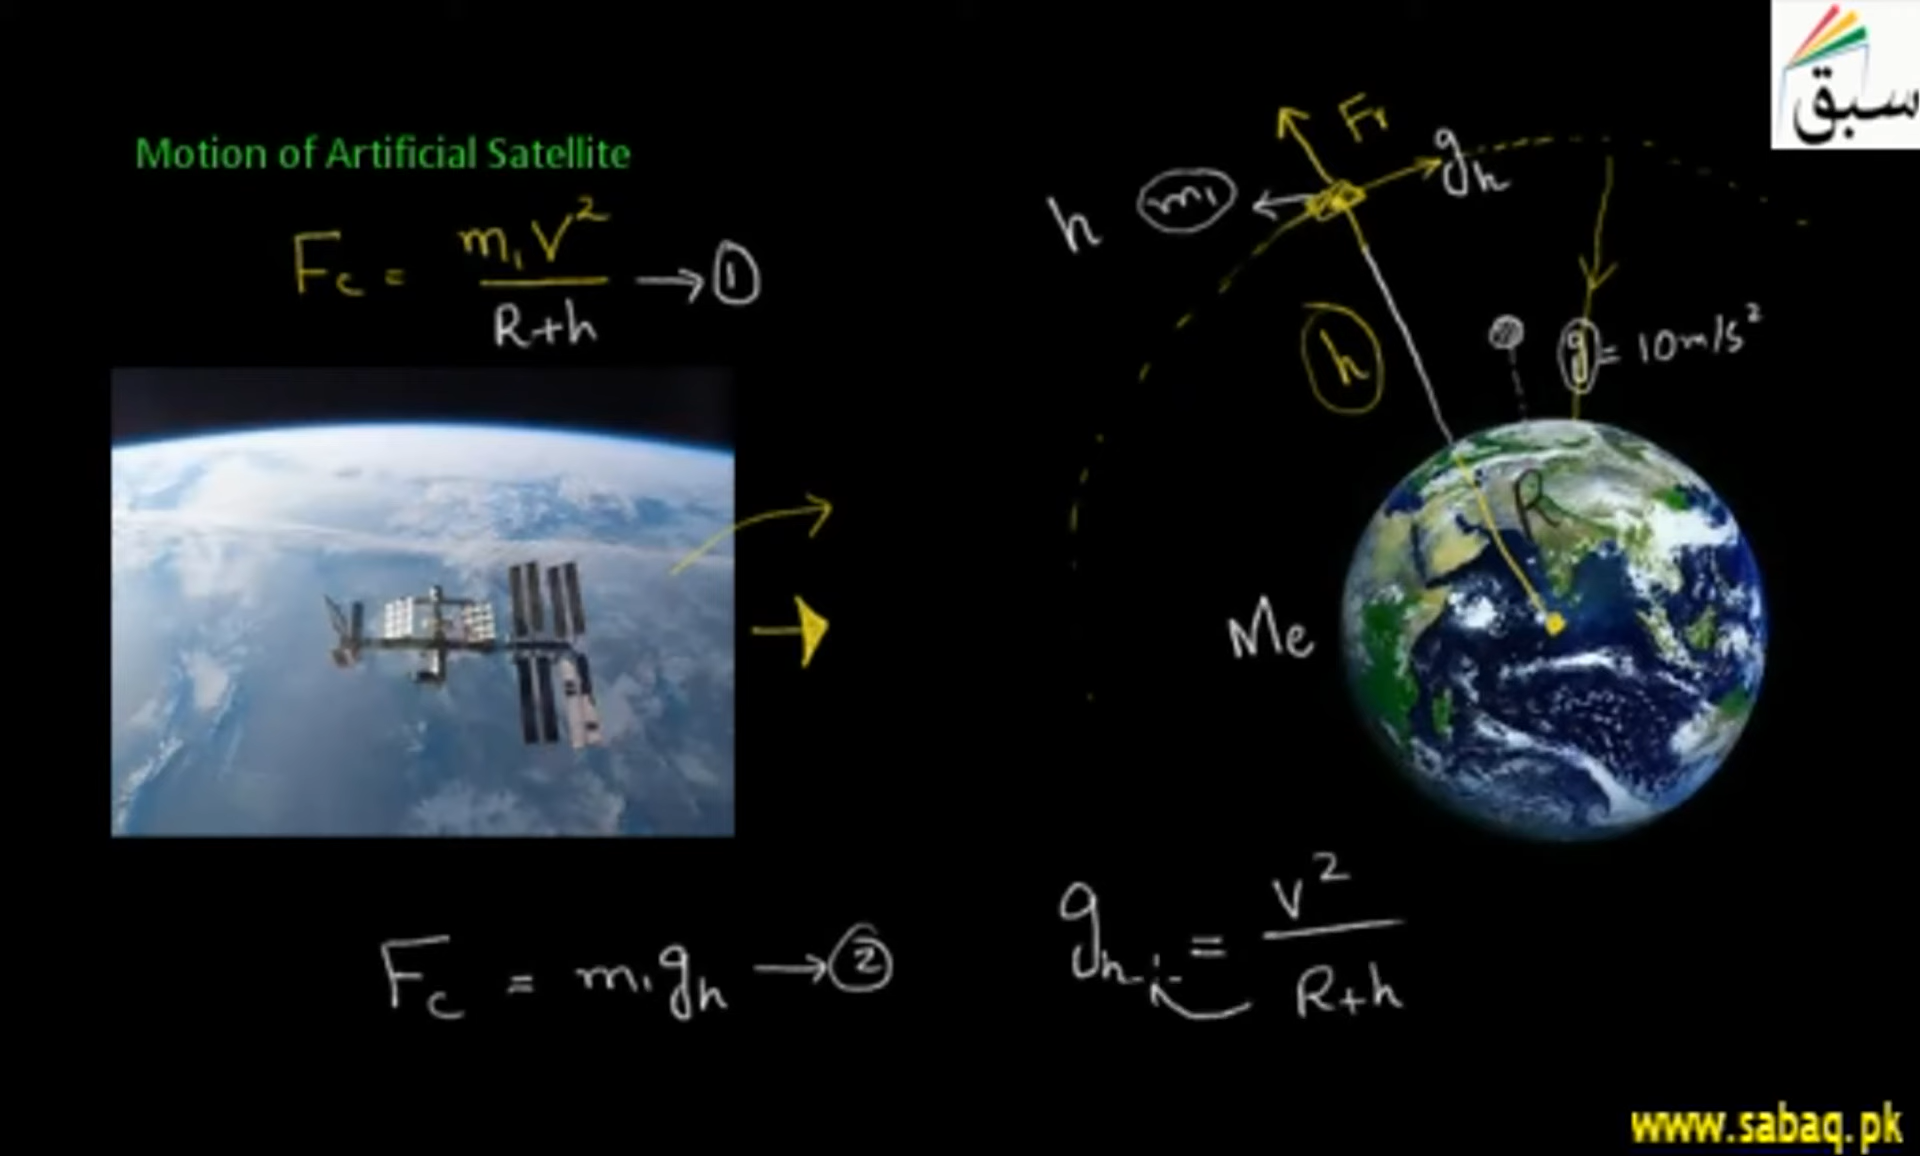 سبق
Motion of Artificial Satellite
Fc = m₁v²/R+h → ①
Fr
gh
h m₁
h
g = 10m/s²
R
Me
Fc = m₁gh → ②
gh = v²/R+h
www.sabaq.pk